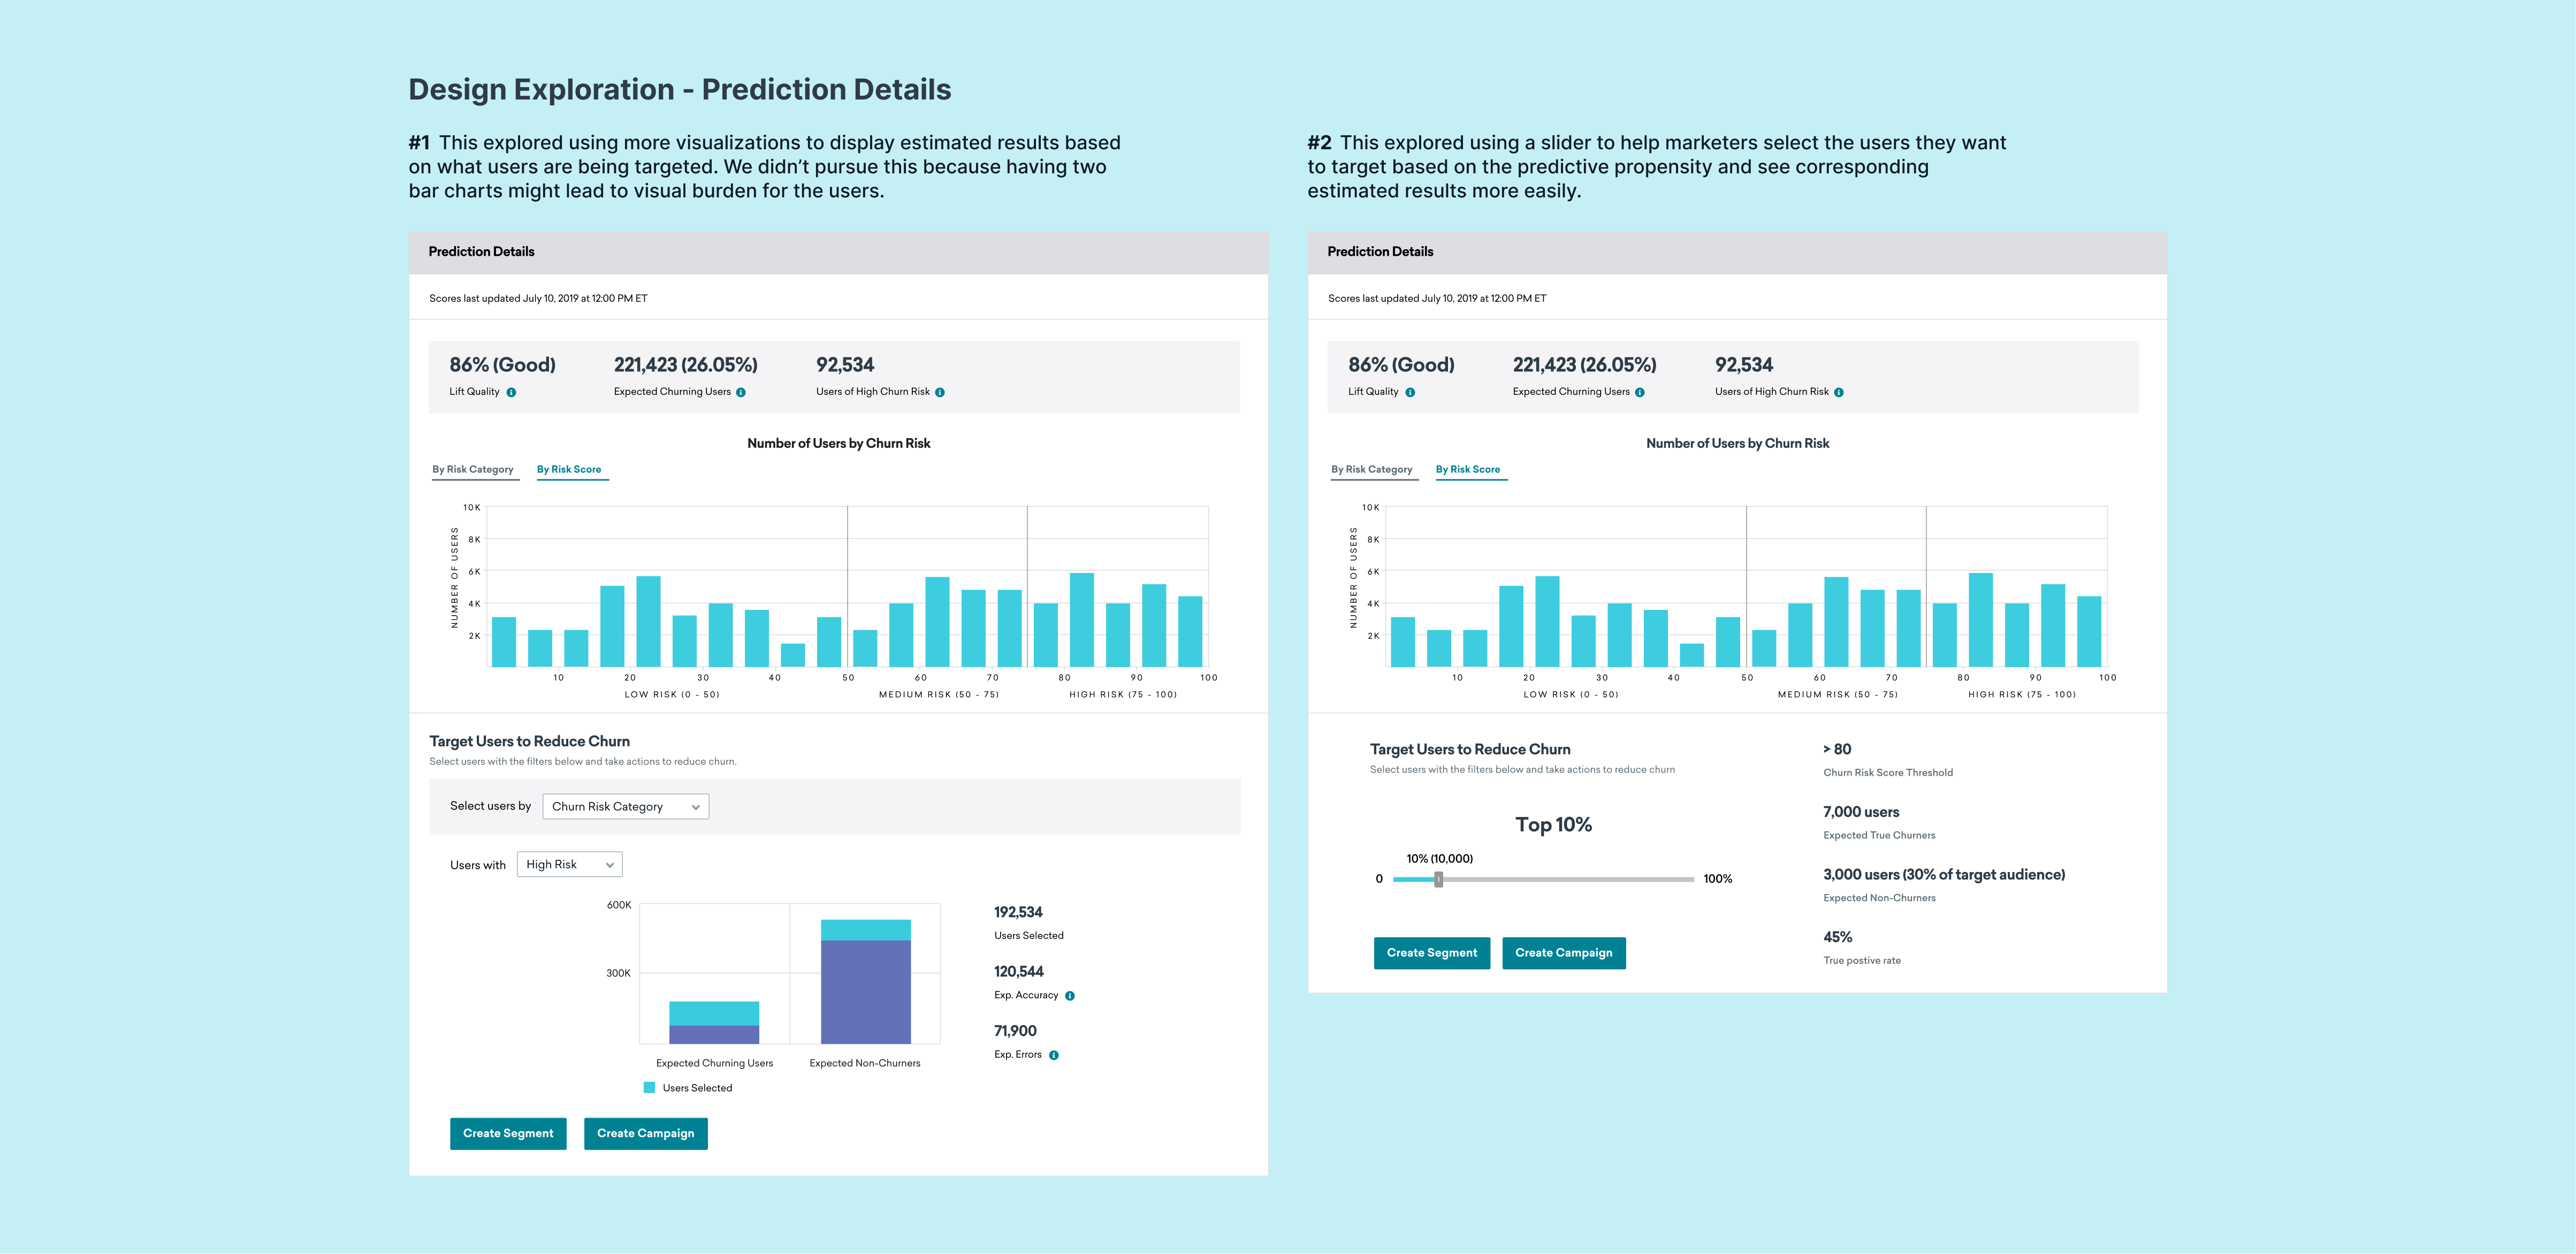 Design Exploration - Prediction Details
#1 This explored using more visualizations to display estimated results based
on what users are being targeted. We didn’t pursue this because having two
bar charts might lead to visual burden for the users.
Prediction Details
Scores last updated July 10, 2019 at 12:00 PM ET
86% (Good)
Lift Quality
221,423 (26.05%)
Expected Churning Users
92,534
Users of High Churn Risk
Number of Users by Churn Risk
By Risk Category
By Risk Score
NUMBER OF USERS
10K
8K
6K
4K
2K
10 20 30 40 50 60 70 80 90 100
LOW RISK (0 - 50)
MEDIUM RISK (50 - 75)
HIGH RISK (75 - 100)
Target Users to Reduce Churn
Select users with the filters below and take actions to reduce churn.
Select users by Churn Risk Category
Users with High Risk
600K
300K
Expected Churning Users
Expected Non-Churners
Users Selected
192,534
Users Selected
120,544
Exp. Accuracy
71,900
Exp. Errors
Create Segment
Create Campaign
#2 This explored using a slider to help marketers select the users they want
to target based on the predictive propensity and see corresponding
estimated results more easily.
Prediction Details
Scores last updated July 10, 2019 at 12:00 PM ET
86% (Good)
Lift Quality
221,423 (26.05%)
Expected Churning Users
92,534
Users of High Churn Risk
Number of Users by Churn Risk
By Risk Category
By Risk Score
NUMBER OF USERS
10K
8K
6K
4K
2K
10 20 30 40 50 60 70 80 90 100
LOW RISK (0 - 50)
MEDIUM RISK (50 - 75)
HIGH RISK (75 - 100)
Target Users to Reduce Churn
Select users with the filters below and take actions to reduce churn
Top 10%
10% (10,000)
0
100%
Create Segment
Create Campaign
> 80
Churn Risk Score Threshold
7,000 users
Expected True Churners
3,000 users (30% of target audience)
Expected Non-Churners
45%
True postive rate